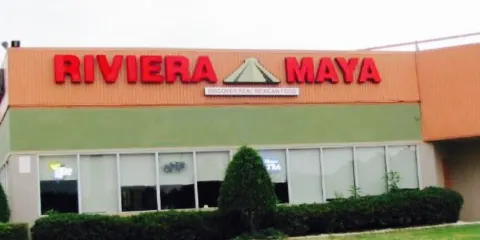 RIVIERA MAYA
DISCOVER REAL MEXICAN FOOD